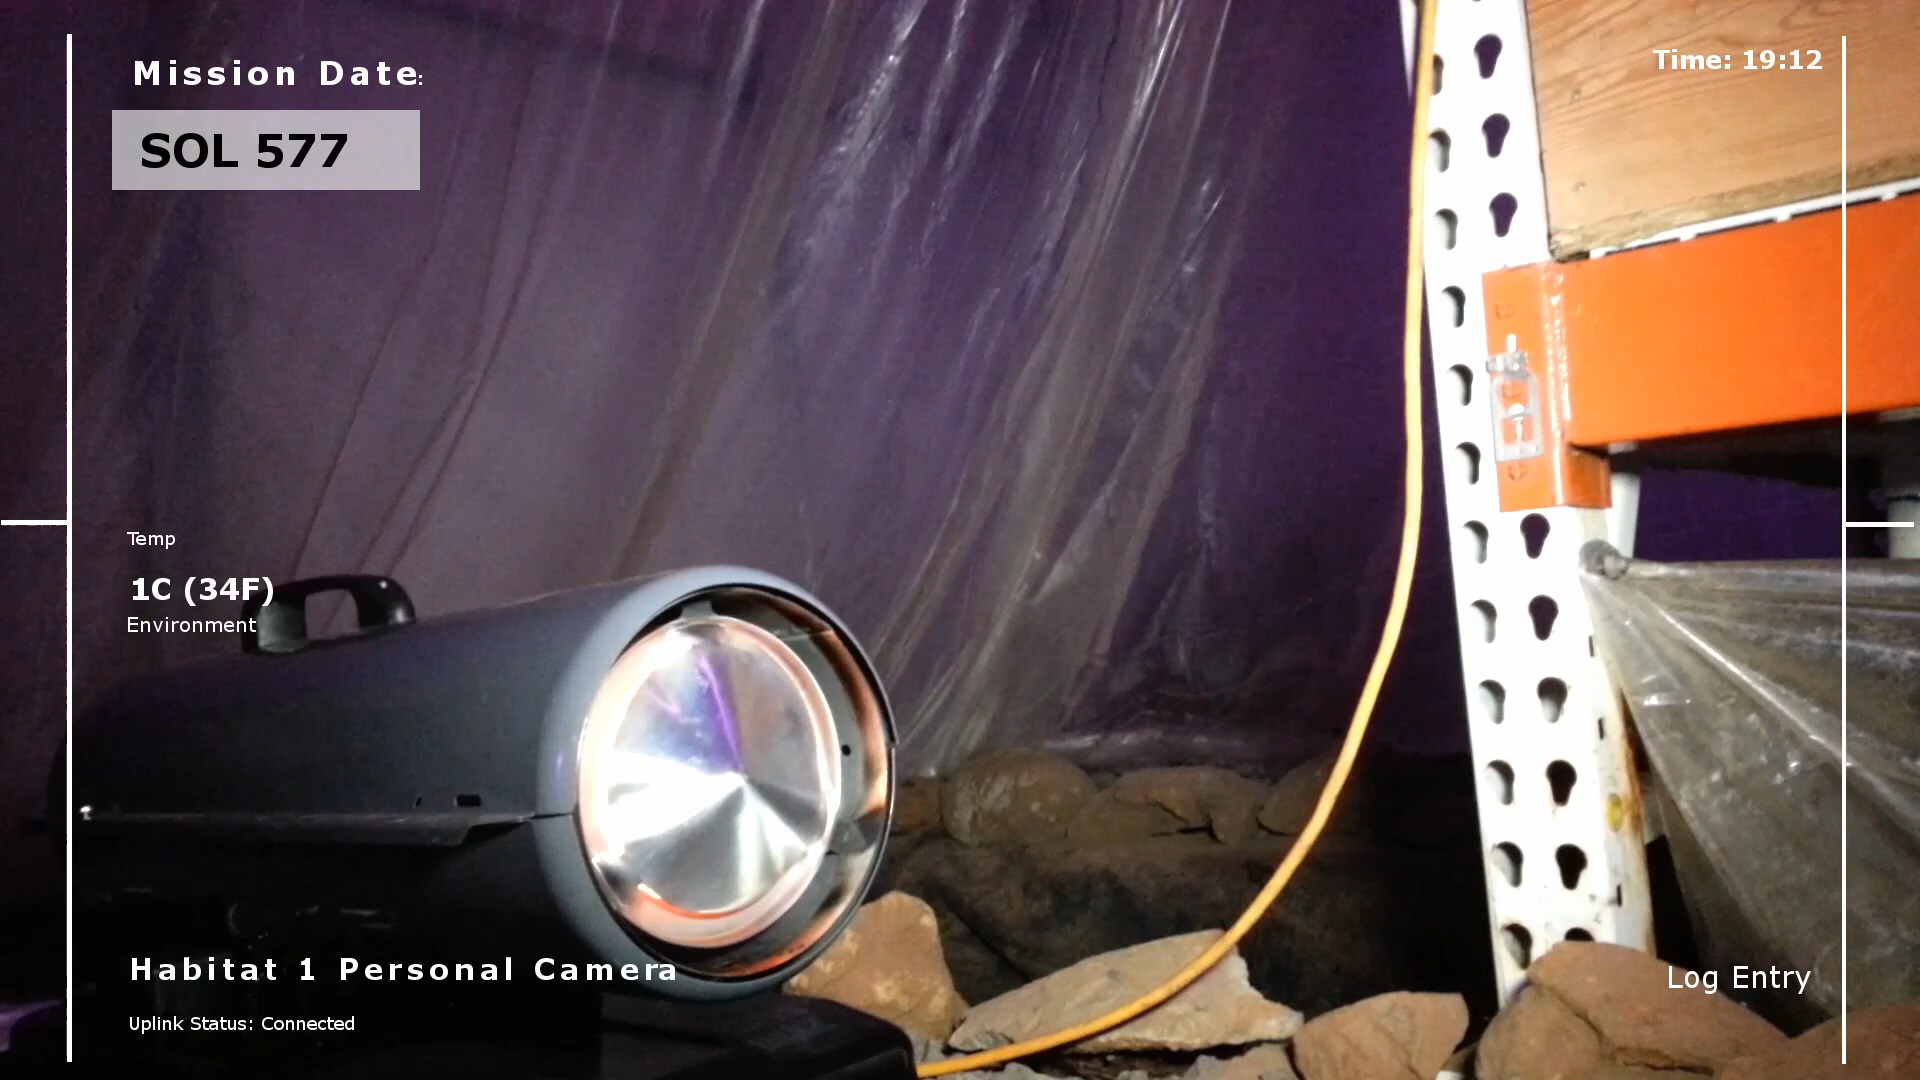 Mission Date:
Time: 19:12
SOL 577
Temp
1C (34F)
Environment
Habitat 1 Personal Camera
Log Entry
Uplink Status: Connected